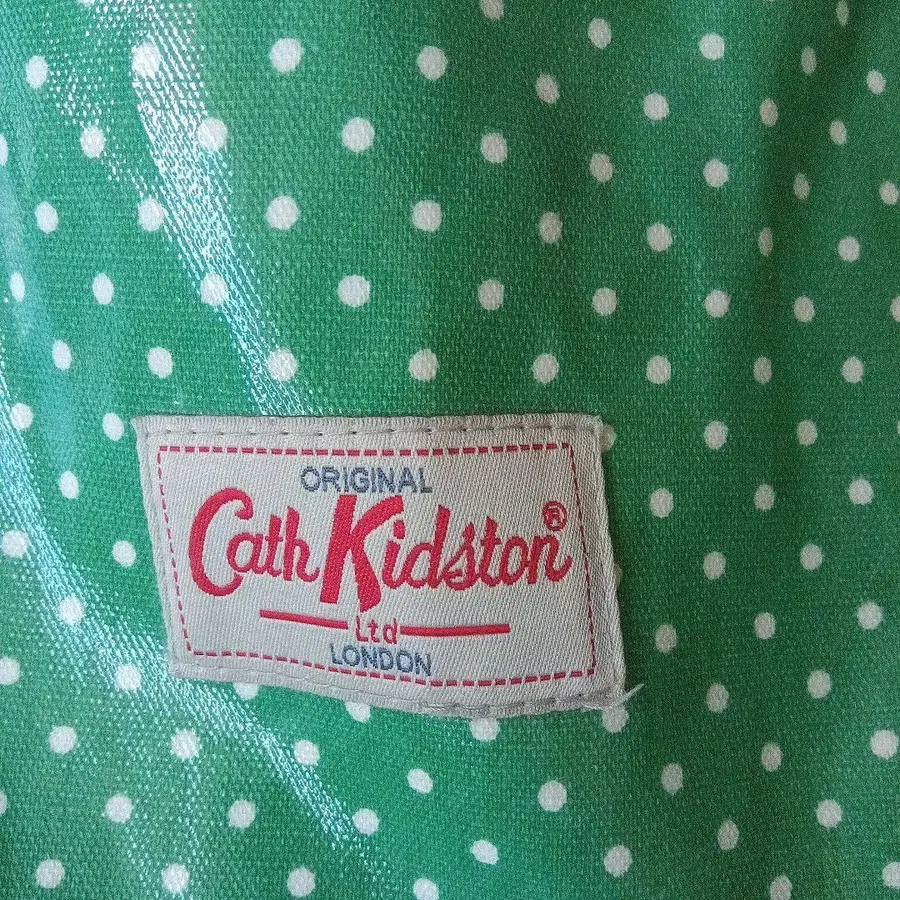 ORIGINAL
Cath Kidston®
Ltd
LONDON